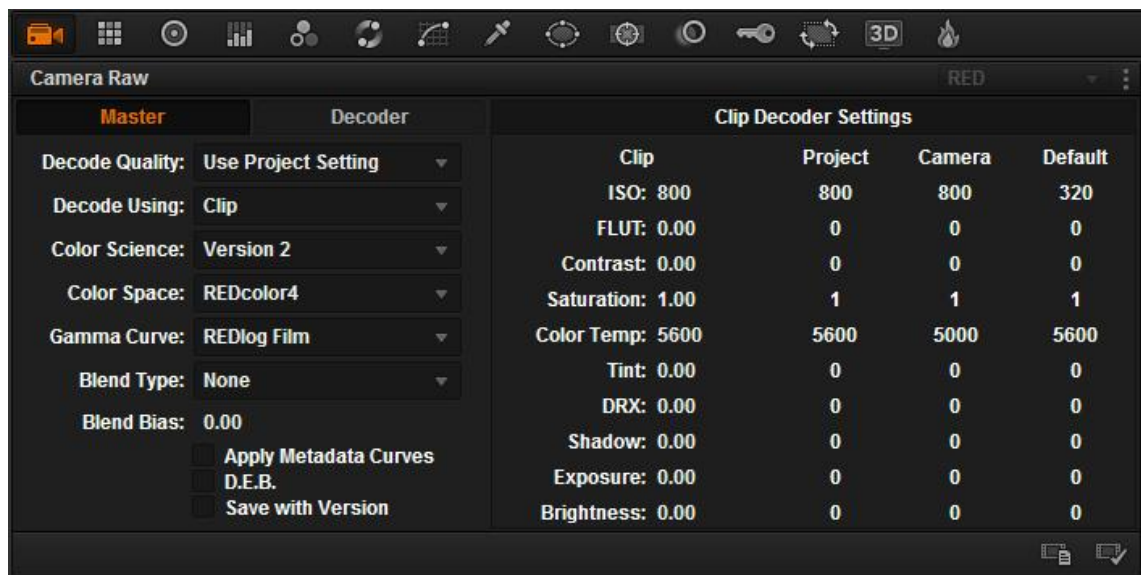 3D
Camera Raw RED
Master Decoder
Decode Quality: Use Project Setting
Decode Using: Clip
Color Science: Version 2
Color Space: REDcolor4
Gamma Curve: REDlog Film
Blend Type: None
Blend Bias: 0.00
Apply Metadata Curves
D.E.B.
Save with Version
Clip Decoder Settings
Clip Project Camera Default
ISO: 800 800 800 320
FLUT: 0.00 0 0 0
Contrast: 0.00 0 0 0
Saturation: 1.00 1 1 1
Color Temp: 5600 5600 5000 5600
Tint: 0.00 0 0 0
DRX: 0.00 0 0 0
Shadow: 0.00 0 0 0
Exposure: 0.00 0 0 0
Brightness: 0.00 0 0 0